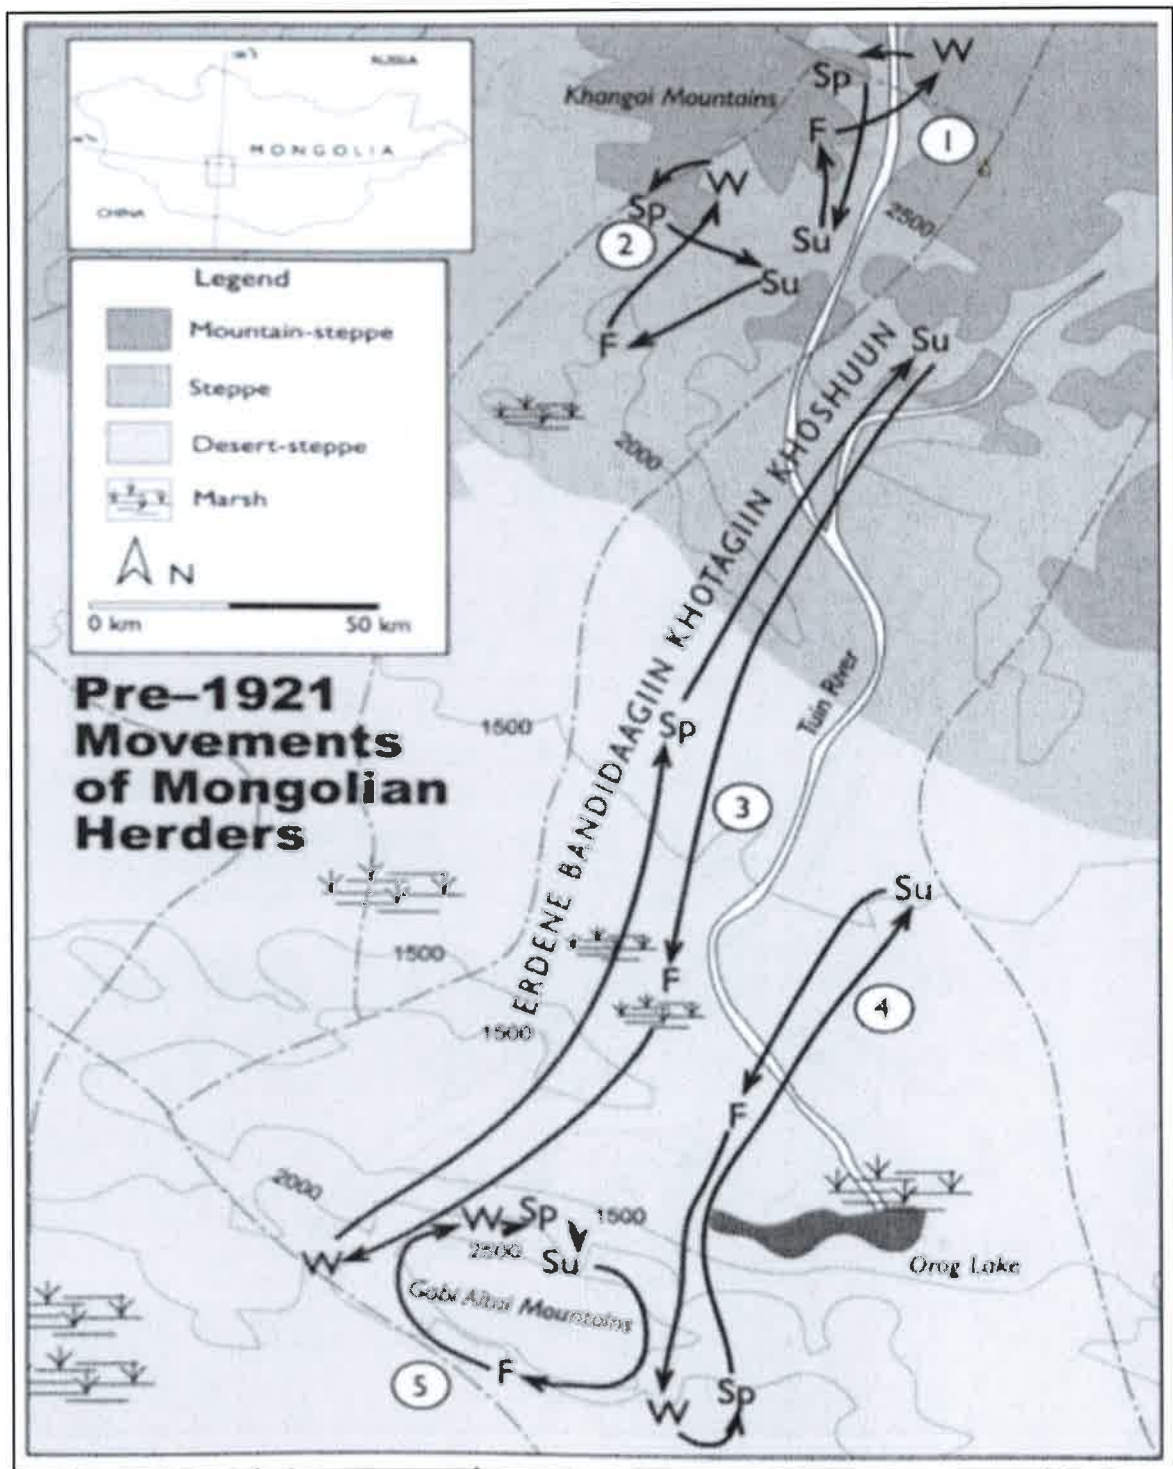 RUSSIA
MONGOLIA
CHINA
Legend
Mountain-steppe
Steppe
Desert-steppe
Marsh
N
0 km 50 km
Pre–1921
Movements
of Mongolian
Herders
Khangai Mountains
W
Sp
F
1
Su
2500
W
Sp
2
Su
F
Su
2000
ERDENE BANDIDAAGIIN KHOTAGIIN KHOSHUUN
Tuin River
1500
Sp
3
Su
1500
F
4
1500
F
2000
W
W
Sp
1500
2500
Su
Gobi Altai Mountains
Orog Lake
F
5
W
Sp